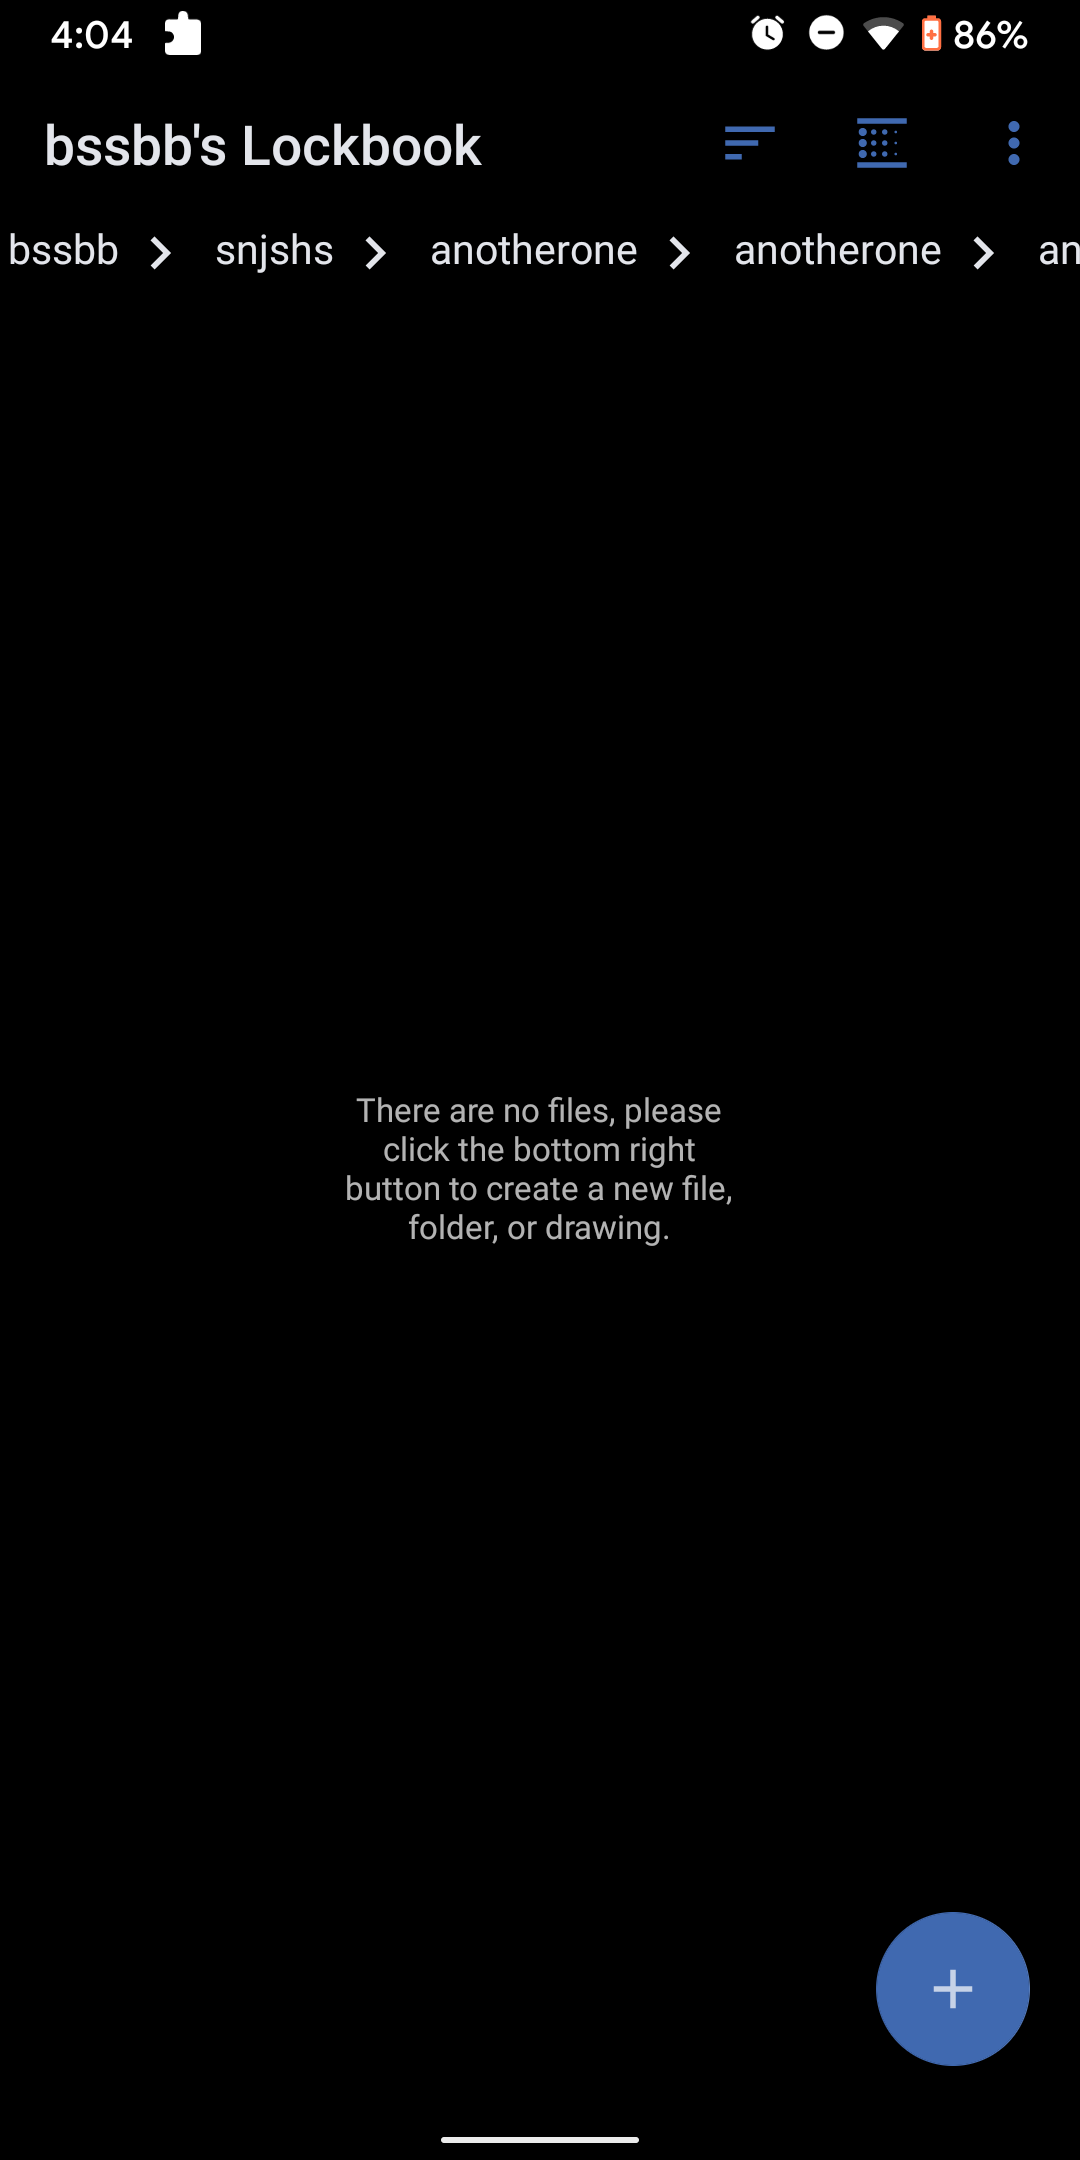 4:04 86%
bssbb's Lockbook
bssbb snjshs anotherone anotherone an
There are no files, please
click the bottom right
button to create a new file,
folder, or drawing.